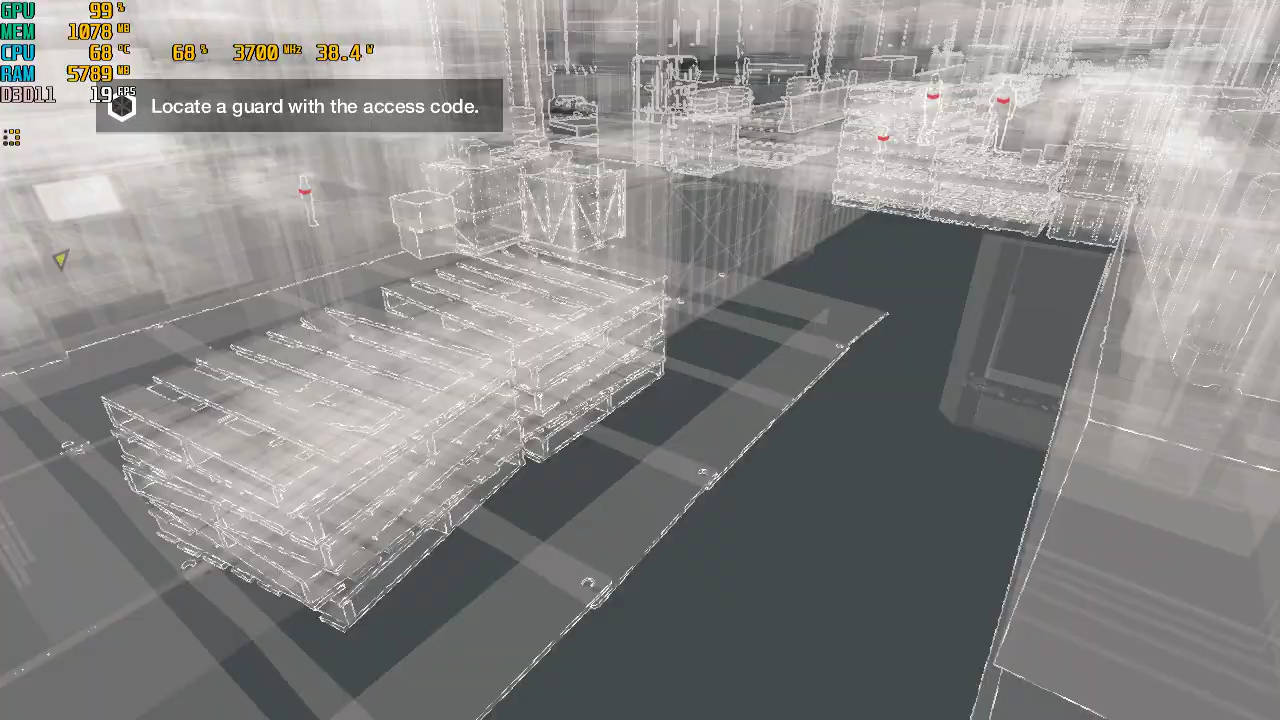 GPU 99 %
MEM 1078 MB
CPU 68 °C 68 % 3700 MHz 38.4 W
RAM 5789 MB
D3D11 19 FPS
Locate a guard with the access code.